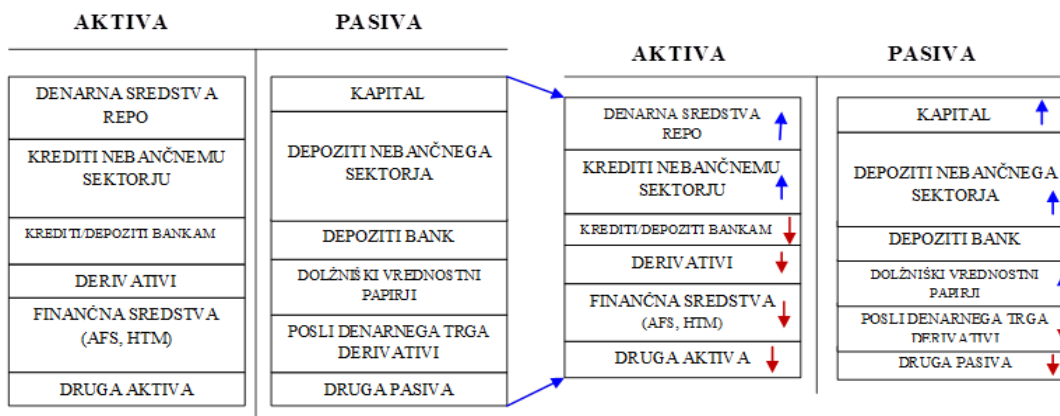 AKTIVA
PASIVA
DENARNA SREDSTVA
REPO
KREDITI NEBANČNEMU
SEKTORJU
KREDITI/DEPOZITI BANKAM
DERIVATIVI
FINANČNA SREDSTVA
(AFS, HTM)
DRUGA AKTIVA
KAPITAL
DEPOZITI NEBANČNEGA
SEKTORJA
DEPOZITI BANK
DOLŽNIŠKI VREDNOSTNI
PAPIRJI
POSLI DENARNEGA TRGA
DERIVATIVI
DRUGA PASIVA
AKTIVA
PASIVA
DENARNA SREDSTVA
REPO
KREDITI NEBANČNEMU
SEKTORJU
KREDITI/DEPOZITI BANKAM
DERIVATIVI
FINANČNA SREDSTVA
(AFS, HTM)
DRUGA AKTIVA
KAPITAL
DEPOZITI NEBANČNEGA
SEKTORJA
DEPOZITI BANK
DOLŽNIŠKI VREDNOSTNI
PAPIRJI
POSLI DENARNEGA TRGA
DERIVATIVI
DRUGA PASIVA